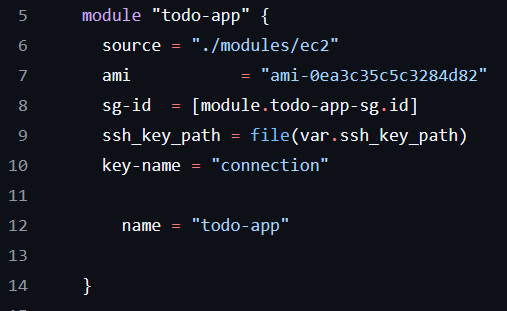 5 module "todo-app" {
6 source = "./modules/ec2"
7 ami = "ami-0ea3c35c5c3284d82"
8 sg-id = [module.todo-app-sg.id]
9 ssh_key_path = file(var.ssh_key_path)
10 key-name = "connection"
11
12 name = "todo-app"
13
14 }